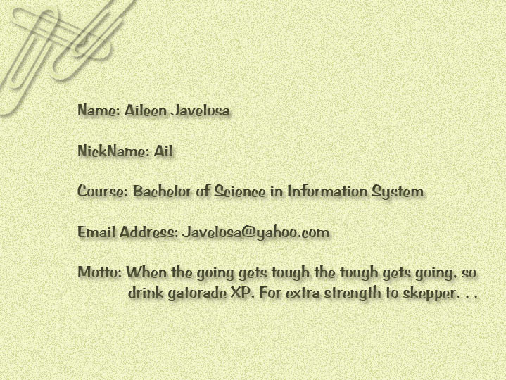 Name: Aileen Javelosa
NickName: Ail
Course: Bachelor of Science in Information System
Email Address: Javelosa@yahoo.com
Motto: When the going gets tough the tough gets going, so
drink gatorade XP. For extra strength to skepper. . .